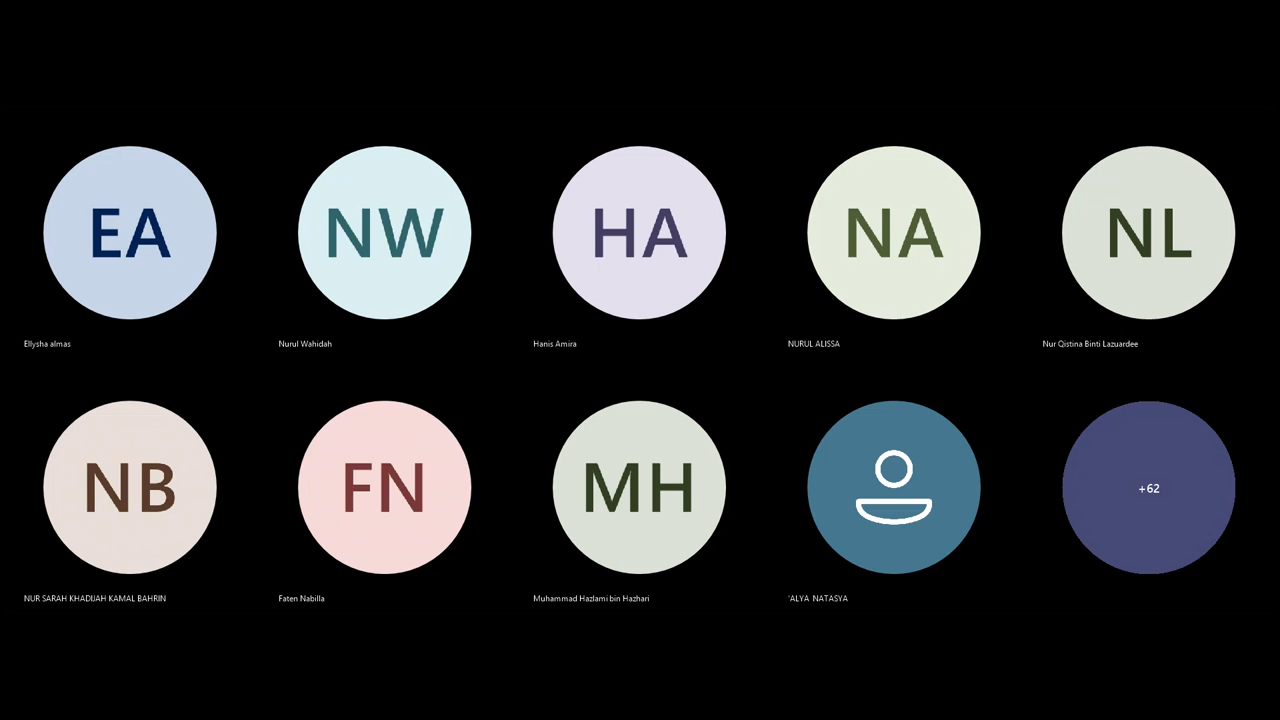 EA
NW
HA
NA
NL
Ellysha almas
Nurul Wahidah
Hanis Amira
NURUL ALISSA
Nur Qistina Binti Lazuardee
NB
FN
MH
+62
NUR SARAH KHADIJAH KAMAL BAHRIN
Faten Nabilla
Muhammad Hazlami bin Hazhari
'ALYA NATASYA